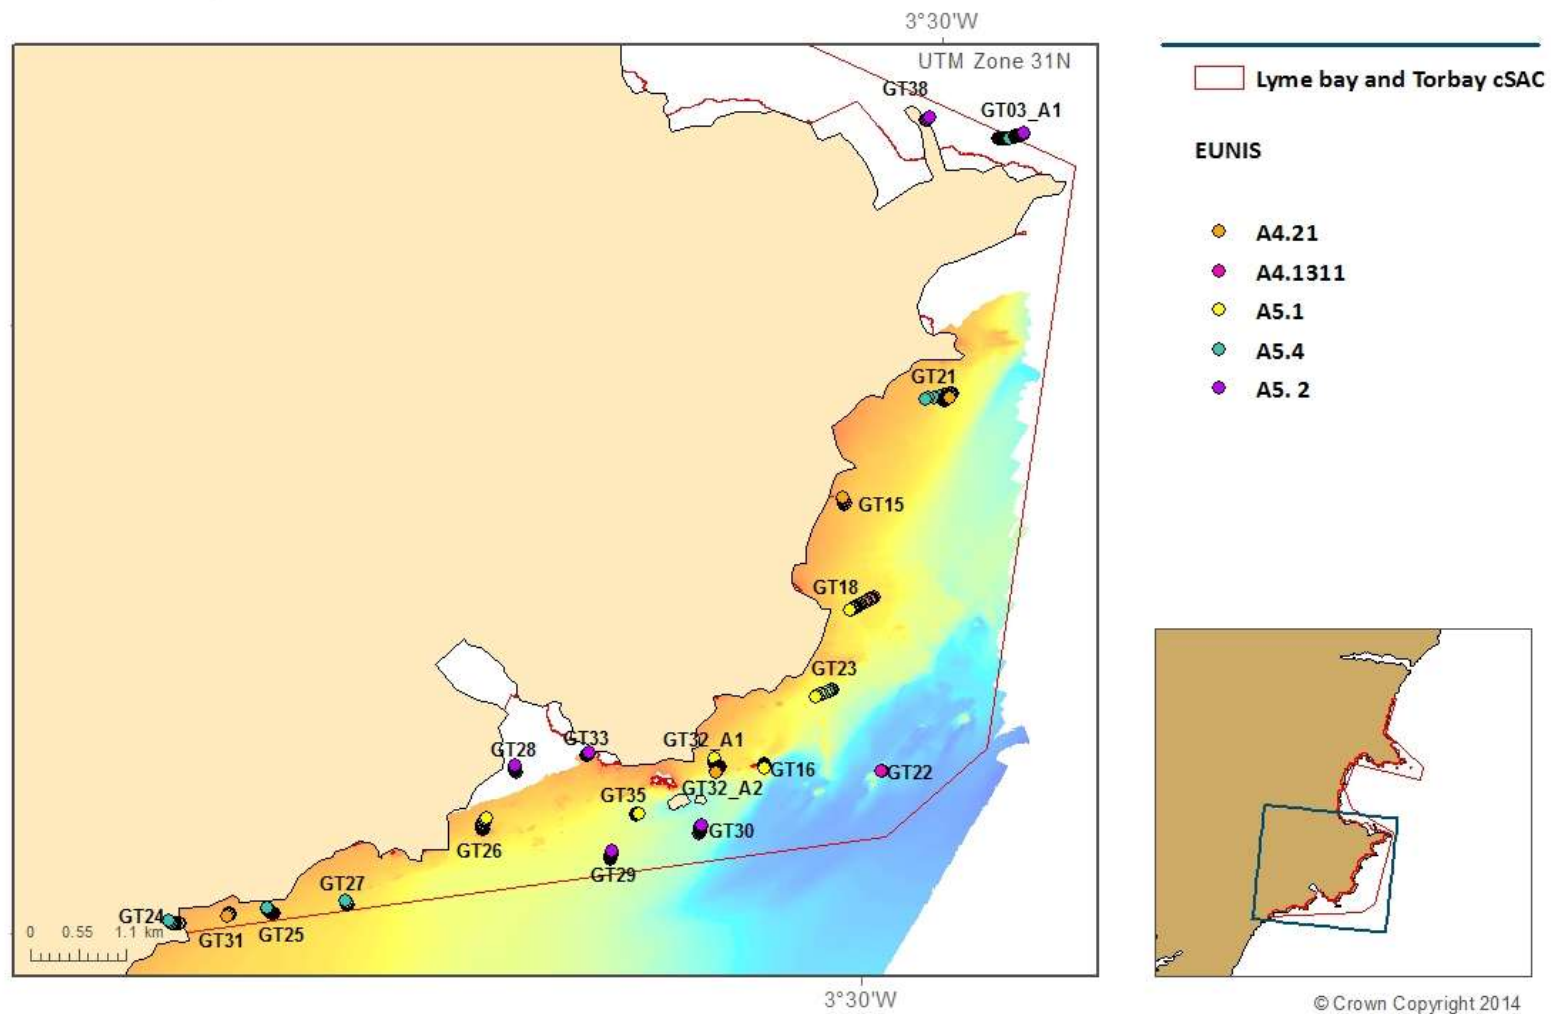 3°30'W
UTM Zone 31N
GT38
GT03_A1
GT21
GT15
GT18
GT23
GT32_A1
GT33
GT28
GT16
GT22
GT32_A2
GT35
GT30
GT26
GT29
GT27
GT24
GT31
GT25
0 0.55 1.1 km
3°30'W
Lyme bay and Torbay cSAC
EUNIS
A4.21
A4.1311
A5.1
A5.4
A5. 2
© Crown Copyright 2014